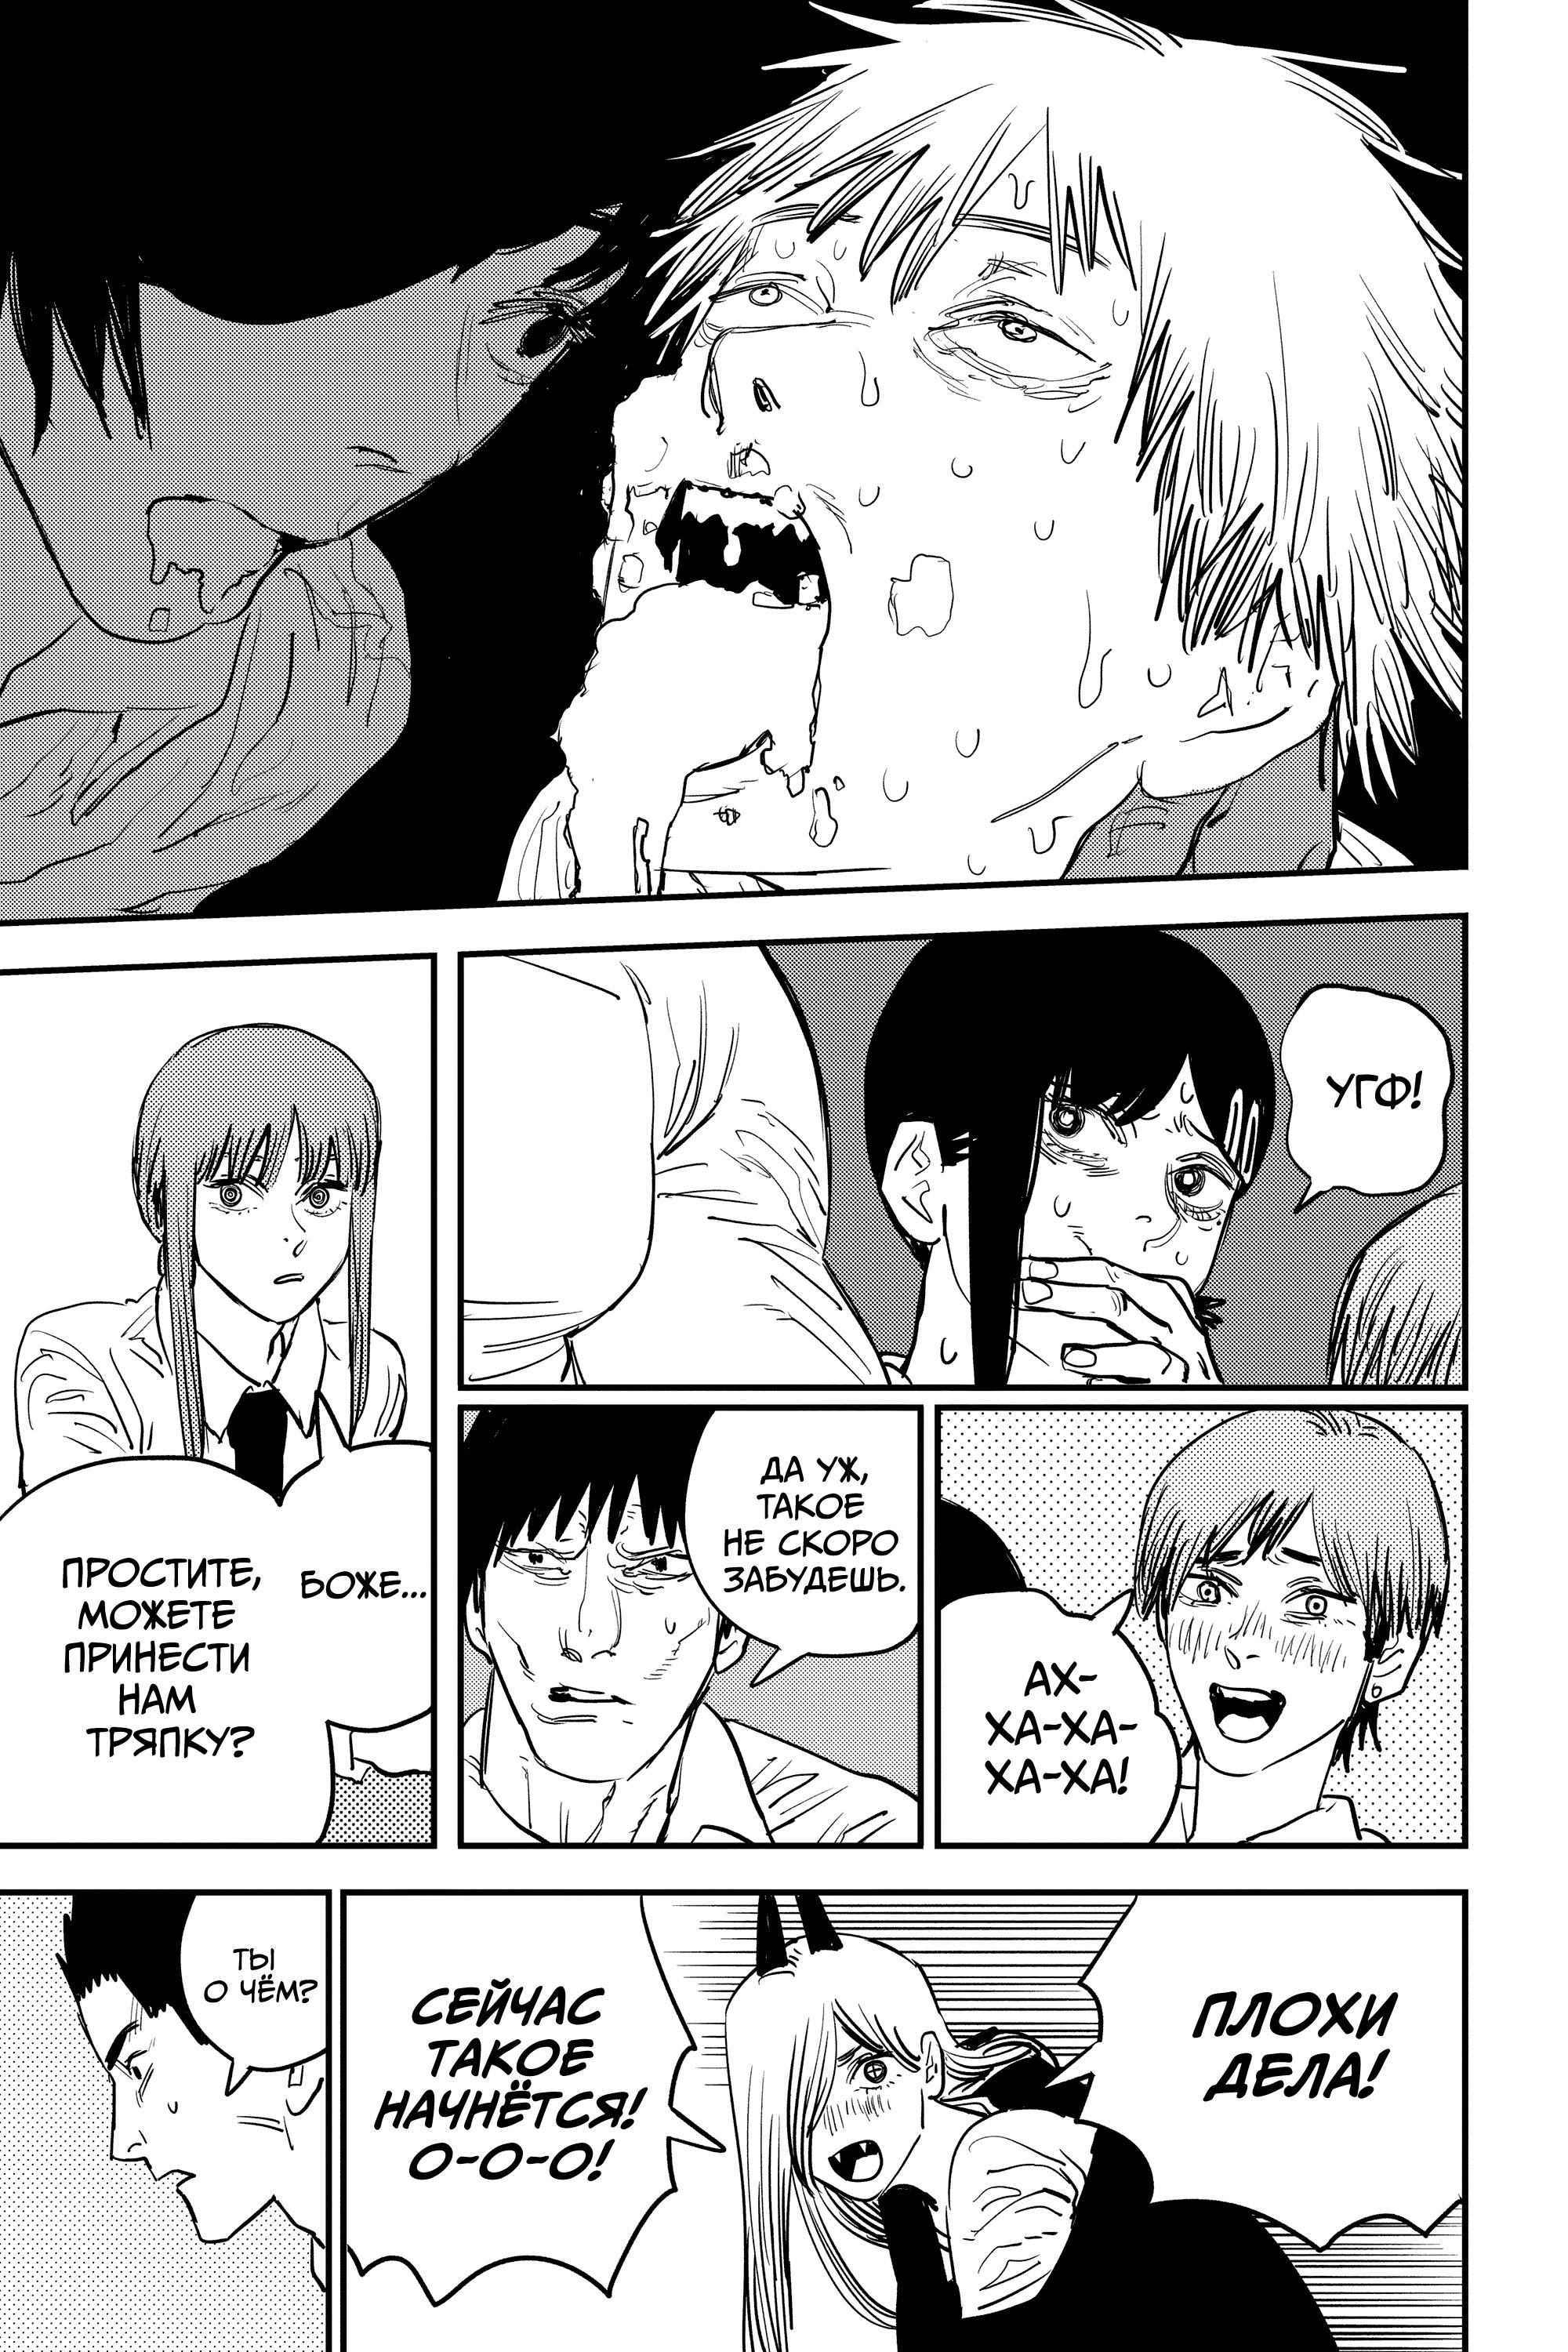 УГФ!
АХ-
ХА-ХА-
ХА-ХА!
ДА УЖ,
ТАКОЕ
НЕ СКОРО
ЗАБУДЕШЬ.
БОЖЕ...
ПРОСТИТЕ,
МОЖЕТЕ
ПРИНЕСТИ
НАМ
ТРЯПКУ?
ПЛОХИ
ДЕЛА!
СЕЙЧАС
ТАКОЕ
НАЧНЁТСЯ!
О-О-О!
ТЫ
О ЧЁМ?